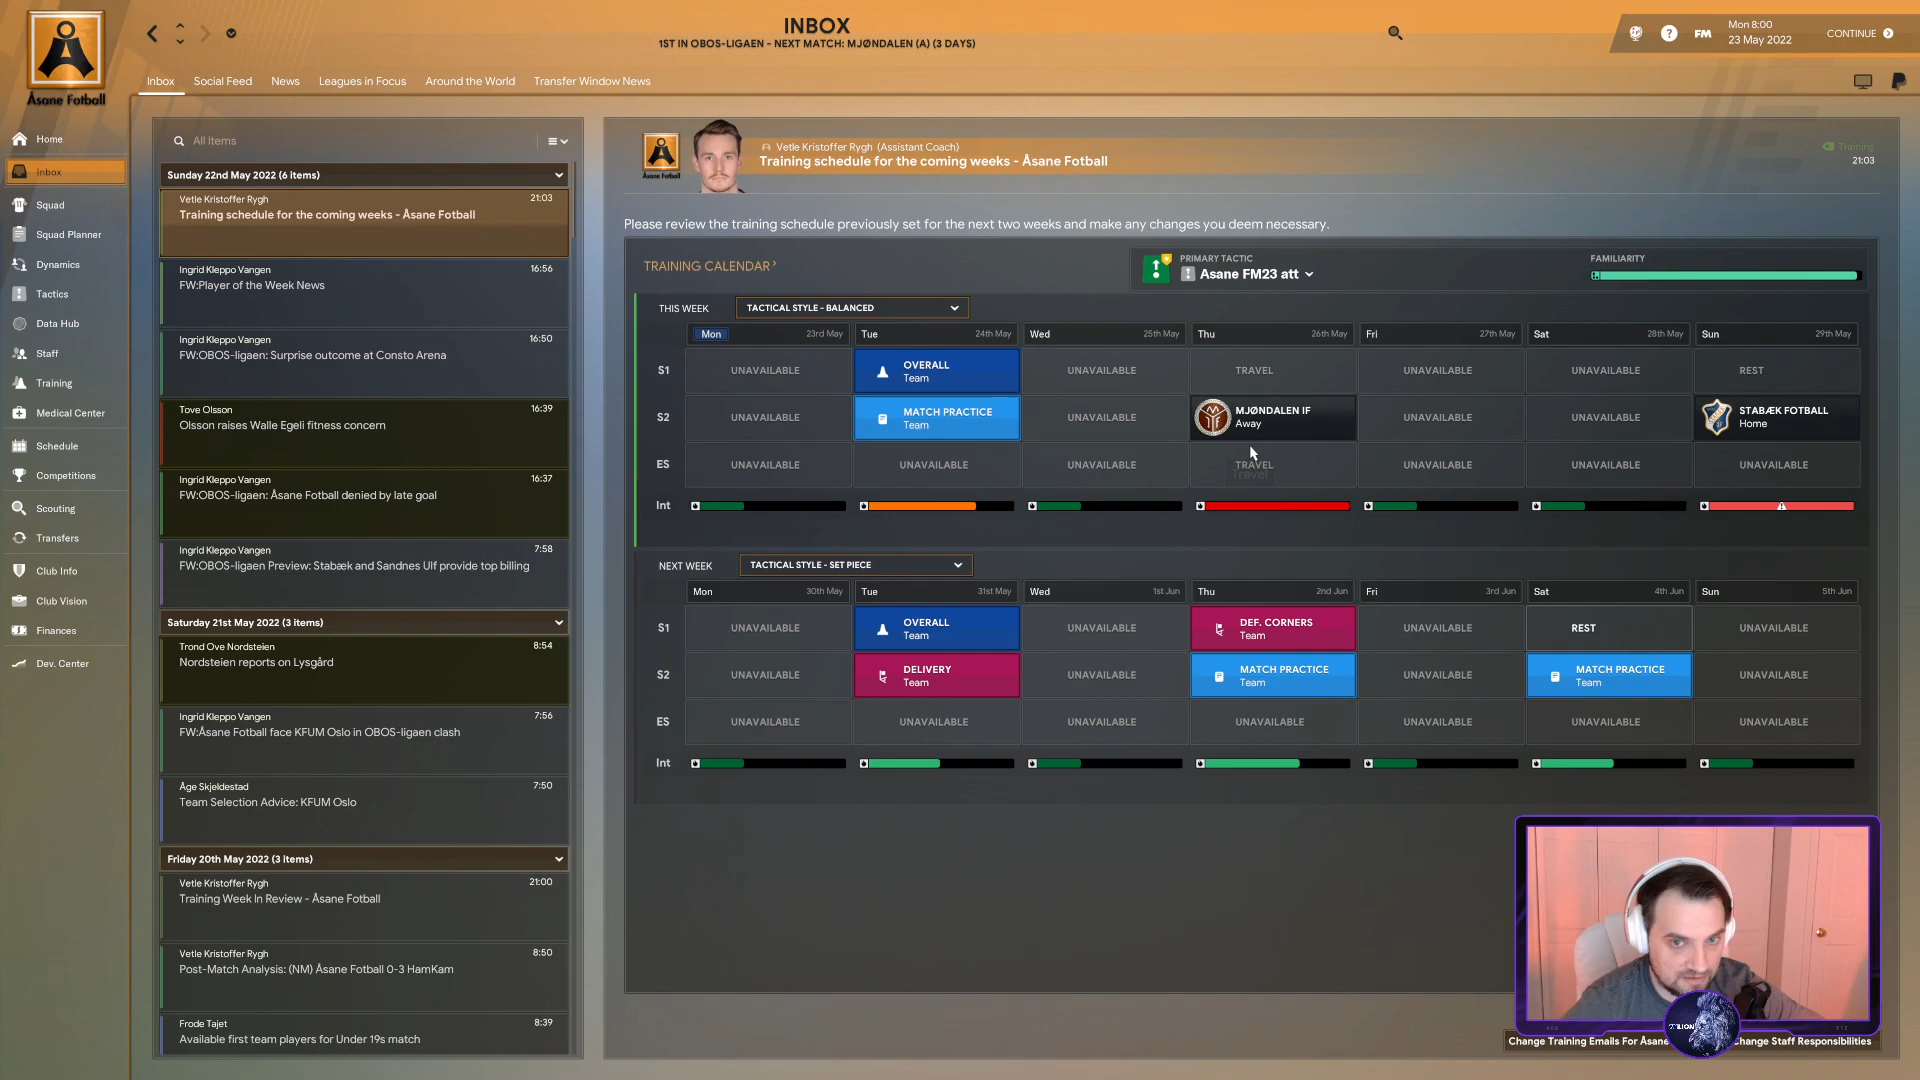 INBOX
1ST IN OBOS-LIGAEN - NEXT MATCH: MJØNDALEN (A) (3 DAYS)
FM
Mon 8:00
23 May 2022
CONTINUE
Åsane Fotball
Inbox
Social Feed
News
Leagues in Focus
Around the World
Transfer Window News
Home
Inbox
Squad
Squad Planner
Dynamics
Tactics
Data Hub
Staff
Training
Medical Center
Schedule
Competitions
Scouting
Transfers
Club Info
Club Vision
Finances
Dev. Center
All Items
Sunday 22nd May 2022 (6 items)
Vetle Kristoffer Rygh 21:03
Training schedule for the coming weeks - Åsane Fotball
Ingrid Kleppo Vangen 16:56
FW:Player of the Week News
Ingrid Kleppo Vangen 16:50
FW:OBOS-ligaen: Surprise outcome at Consto Arena
Tove Olsson 16:39
Olsson raises Walle Egeli fitness concern
Ingrid Kleppo Vangen 16:37
FW:OBOS-ligaen: Åsane Fotball denied by late goal
Ingrid Kleppo Vangen 7:58
FW:OBOS-ligaen Preview: Stabæk and Sandnes Ulf provide top billing
Saturday 21st May 2022 (3 items)
Trond Ove Nordsteien 8:54
Nordsteien reports on Lysgård
Ingrid Kleppo Vangen 7:56
FW:Åsane Fotball face KFUM Oslo in OBOS-ligaen clash
Åge Skjeldestad 7:50
Team Selection Advice: KFUM Oslo
Friday 20th May 2022 (3 items)
Vetle Kristoffer Rygh 21:00
Training Week In Review - Åsane Fotball
Vetle Kristoffer Rygh 8:50
Post-Match Analysis: (NM) Åsane Fotball 0-3 HamKam
Frode Tajet 8:39
Available first team players for Under 19s match
Åsane Fotball
Vetle Kristoffer Rygh (Assistant Coach)
Training schedule for the coming weeks - Åsane Fotball
Training
21:03
Please review the training schedule previously set for the next two weeks and make any changes you deem necessary.
TRAINING CALENDAR
PRIMARY TACTIC
Asane FM23 att
FAMILIARITY
THIS WEEK
TACTICAL STYLE - BALANCED
Mon 23rd May Tue 24th May Wed 25th May Thu 26th May Fri 27th May Sat 28th May Sun 29th May
S1 UNAVAILABLE OVERALL Team UNAVAILABLE TRAVEL UNAVAILABLE UNAVAILABLE REST
S2 UNAVAILABLE MATCH PRACTICE Team UNAVAILABLE MJØNDALEN IF Away UNAVAILABLE UNAVAILABLE STABÆK FOTBALL Home
ES UNAVAILABLE UNAVAILABLE UNAVAILABLE TRAVEL UNAVAILABLE UNAVAILABLE UNAVAILABLE
Travel
Int
NEXT WEEK
TACTICAL STYLE - SET PIECE
Mon 30th May Tue 31st May Wed 1st Jun Thu 2nd Jun Fri 3rd Jun Sat 4th Jun Sun 5th Jun
S1 UNAVAILABLE OVERALL Team UNAVAILABLE DEF. CORNERS Team UNAVAILABLE REST UNAVAILABLE
S2 UNAVAILABLE DELIVERY Team UNAVAILABLE MATCH PRACTICE Team UNAVAILABLE MATCH PRACTICE Team UNAVAILABLE
ES UNAVAILABLE UNAVAILABLE UNAVAILABLE UNAVAILABLE UNAVAILABLE UNAVAILABLE UNAVAILABLE
Int
Change Training Emails For Åsane
Change Staff Responsibilities